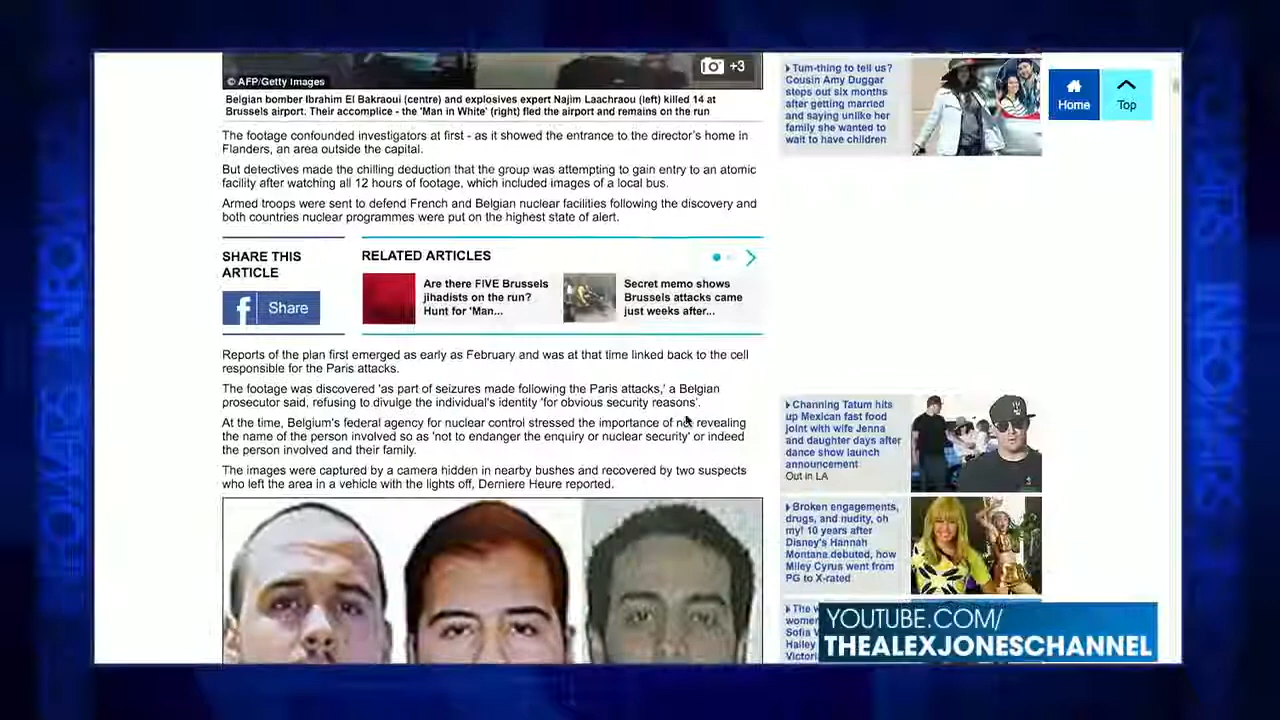 © AFP/Getty Images
+3
Belgian bomber Ibrahim El Bakraoui (centre) and explosives expert Najim Laachraou (left) killed 14 at
Brussels airport. Their accomplice - the 'Man in White' (right) fled the airport and remains on the run
The footage confounded investigators at first - as it showed the entrance to the director's home in
Flanders, an area outside the capital.
But detectives made the chilling deduction that the group was attempting to gain entry to an atomic
facility after watching all 12 hours of footage, which included images of a local bus.
Armed troops were sent to defend French and Belgian nuclear facilities following the discovery and
both countries nuclear programmes were put on the highest state of alert.
SHARE THIS
ARTICLE
f Share
RELATED ARTICLES
Are there FIVE Brussels
jihadists on the run?
Hunt for 'Man...
Secret memo shows
Brussels attacks came
just weeks after...
Reports of the plan first emerged as early as February and was at that time linked back to the cell
responsible for the Paris attacks.
The footage was discovered 'as part of seizures made following the Paris attacks,' a Belgian
prosecutor said, refusing to divulge the individual's identity 'for obvious security reasons'.
At the time, Belgium's federal agency for nuclear control stressed the importance of not revealing
the name of the person involved so as 'not to endanger the enquiry or nuclear security' or indeed
the person involved and their family.
The images were captured by a camera hidden in nearby bushes and recovered by two suspects
who left the area in a vehicle with the lights off, Derniere Heure reported.
Tum-thing to tell us?
Cousin Amy Duggar
steps out six months
after getting married
and saying unlike her
family she wanted to
wait to have children
Home
Top
Channing Tatum hits
up Mexican fast food
joint with wife Jenna
and daughter days after
dance show launch
announcement
Out in LA
Broken engagements,
drugs, and nudity, oh
my! 10 years after
Disney's Hannah
Montana debuted, how
Miley Cyrus went from
PG to X-rated
The
Sofia
Hailey
YOUTUBE.COM/
THEALEXJONESCHANNEL